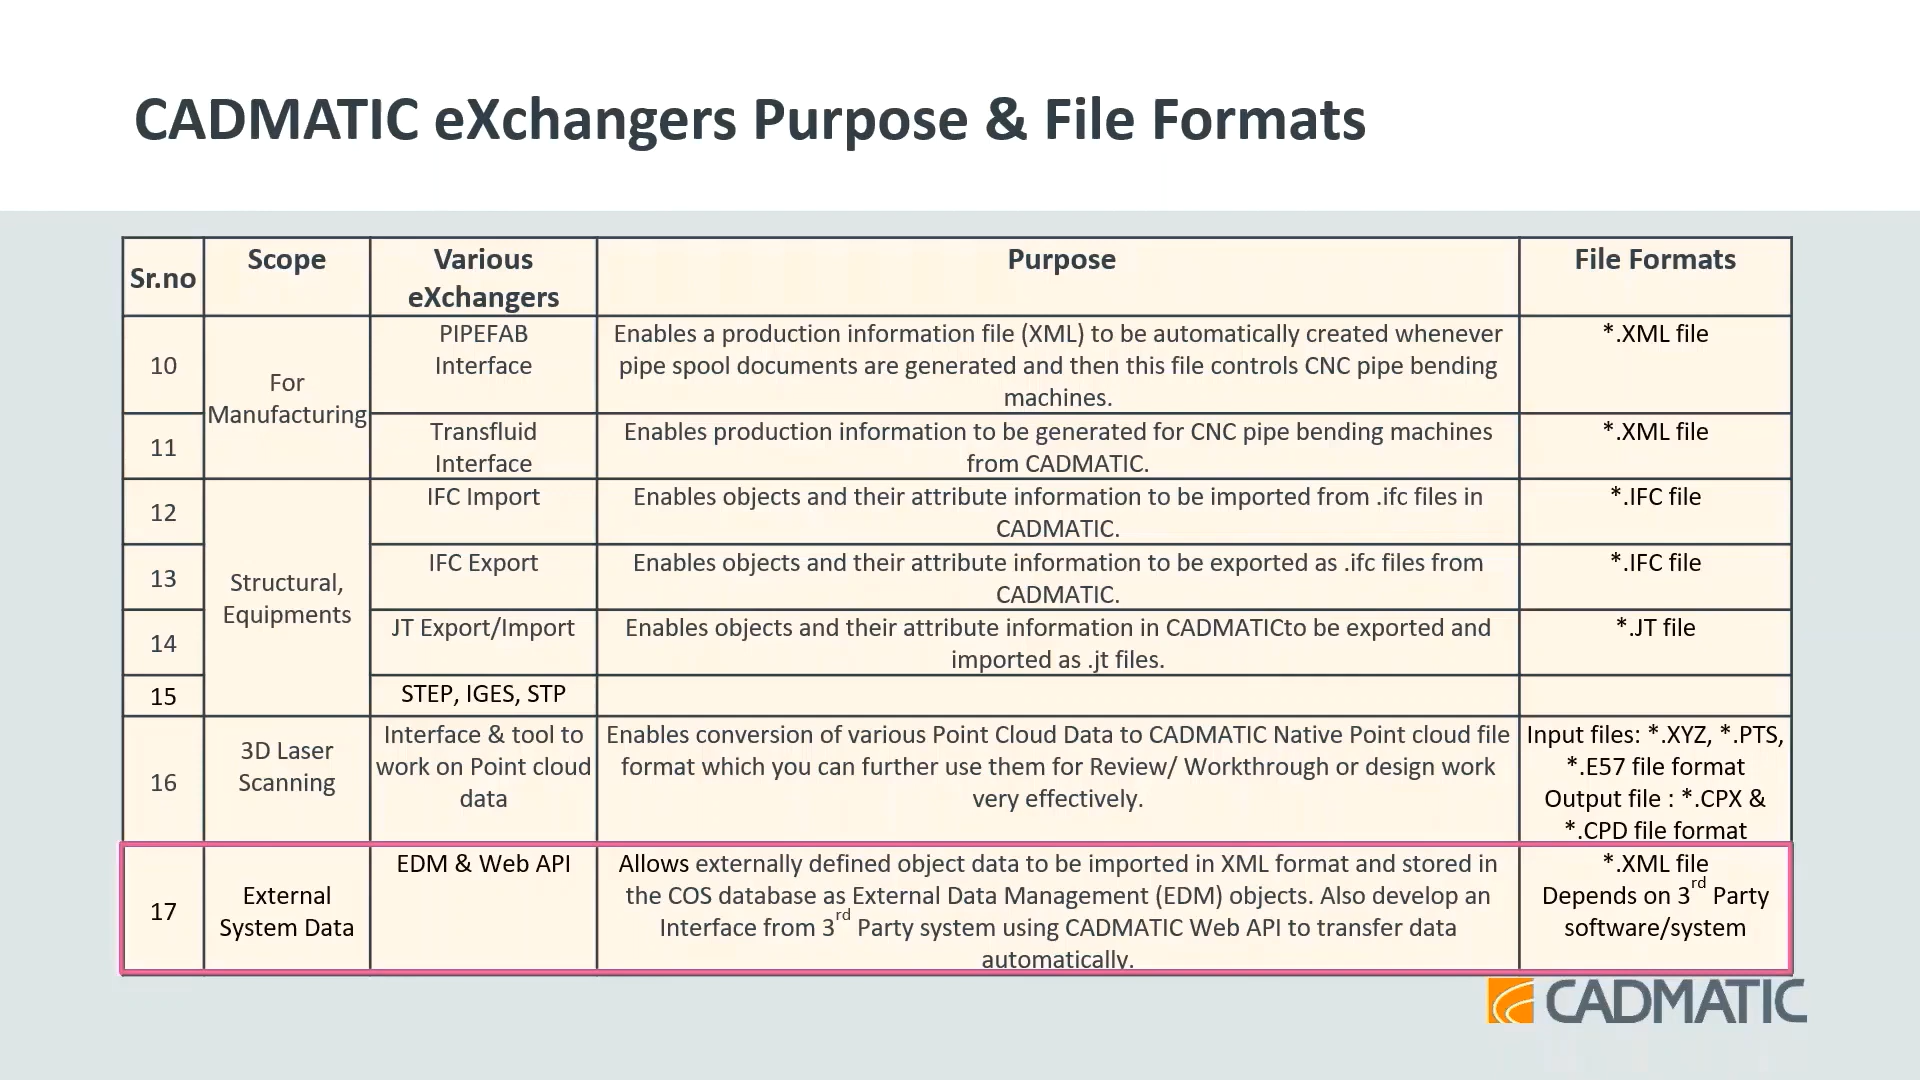 CADMATIC eXchangers Purpose & File Formats
Sr.no
Scope
Various
eXchangers
Purpose
File Formats
10
For
Manufacturing
PIPEFAB
Interface
Enables a production information file (XML) to be automatically created whenever
pipe spool documents are generated and then this file controls CNC pipe bending
machines.
*.XML file
11
Transfluid
Interface
Enables production information to be generated for CNC pipe bending machines
from CADMATIC.
*.XML file
12
Structural,
Equipments
IFC Import
Enables objects and their attribute information to be imported from .ifc files in
CADMATIC.
*.IFC file
13
IFC Export
Enables objects and their attribute information to be exported as .ifc files from
CADMATIC.
*.IFC file
14
JT Export/Import
Enables objects and their attribute information in CADMATICto be exported and
imported as .jt files.
*.JT file
15
STEP, IGES, STP
16
3D Laser
Scanning
Interface & tool to
work on Point cloud
data
Enables conversion of various Point Cloud Data to CADMATIC Native Point cloud file
format which you can further use them for Review/ Workthrough or design work
very effectively.
Input files: *.XYZ, *.PTS,
*.E57 file format
Output file : *.CPX &
*.CPD file format
17
External
System Data
EDM & Web API
Allows externally defined object data to be imported in XML format and stored in
the COS database as External Data Management (EDM) objects. Also develop an
Interface from 3rd Party system using CADMATIC Web API to transfer data
automatically.
*.XML file
Depends on 3rd Party
software/system
CADMATIC